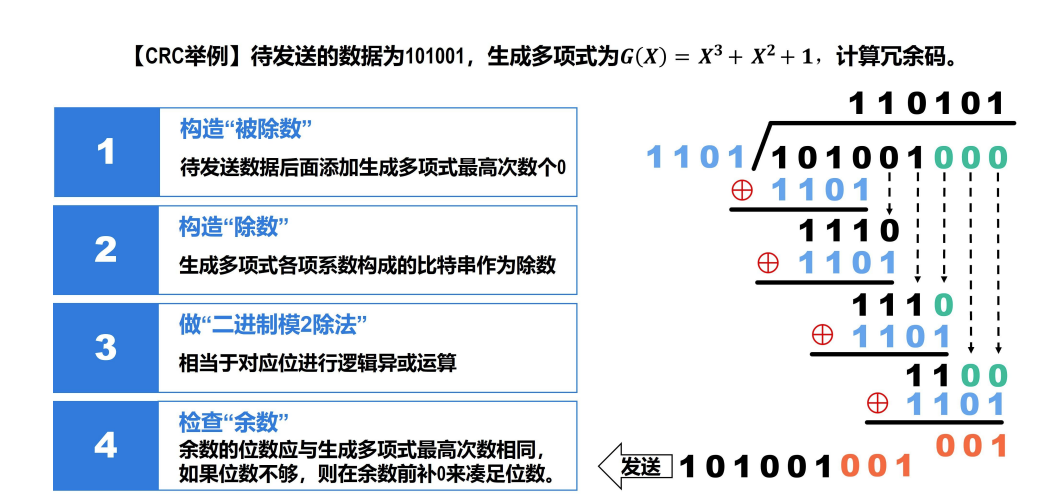 【CRC举例】待发送的数据为101001，生成多项式为G(X) = X³ + X² + 1，计算冗余码。
1
构造“被除数”
待发送数据后面添加生成多项式最高次数个0
2
构造“除数”
生成多项式各项系数构成的比特串作为除数
3
做“二进制模2除法”
相当于对应位进行逻辑异或运算
4
检查“余数”
余数的位数应与生成多项式最高次数相同，
如果位数不够，则在余数前补0来凑足位数。
110101
1101 101001000
⊕ 1101
1110
⊕ 1101
1110
⊕ 1101
1100
⊕ 1101
001
发送 101001001